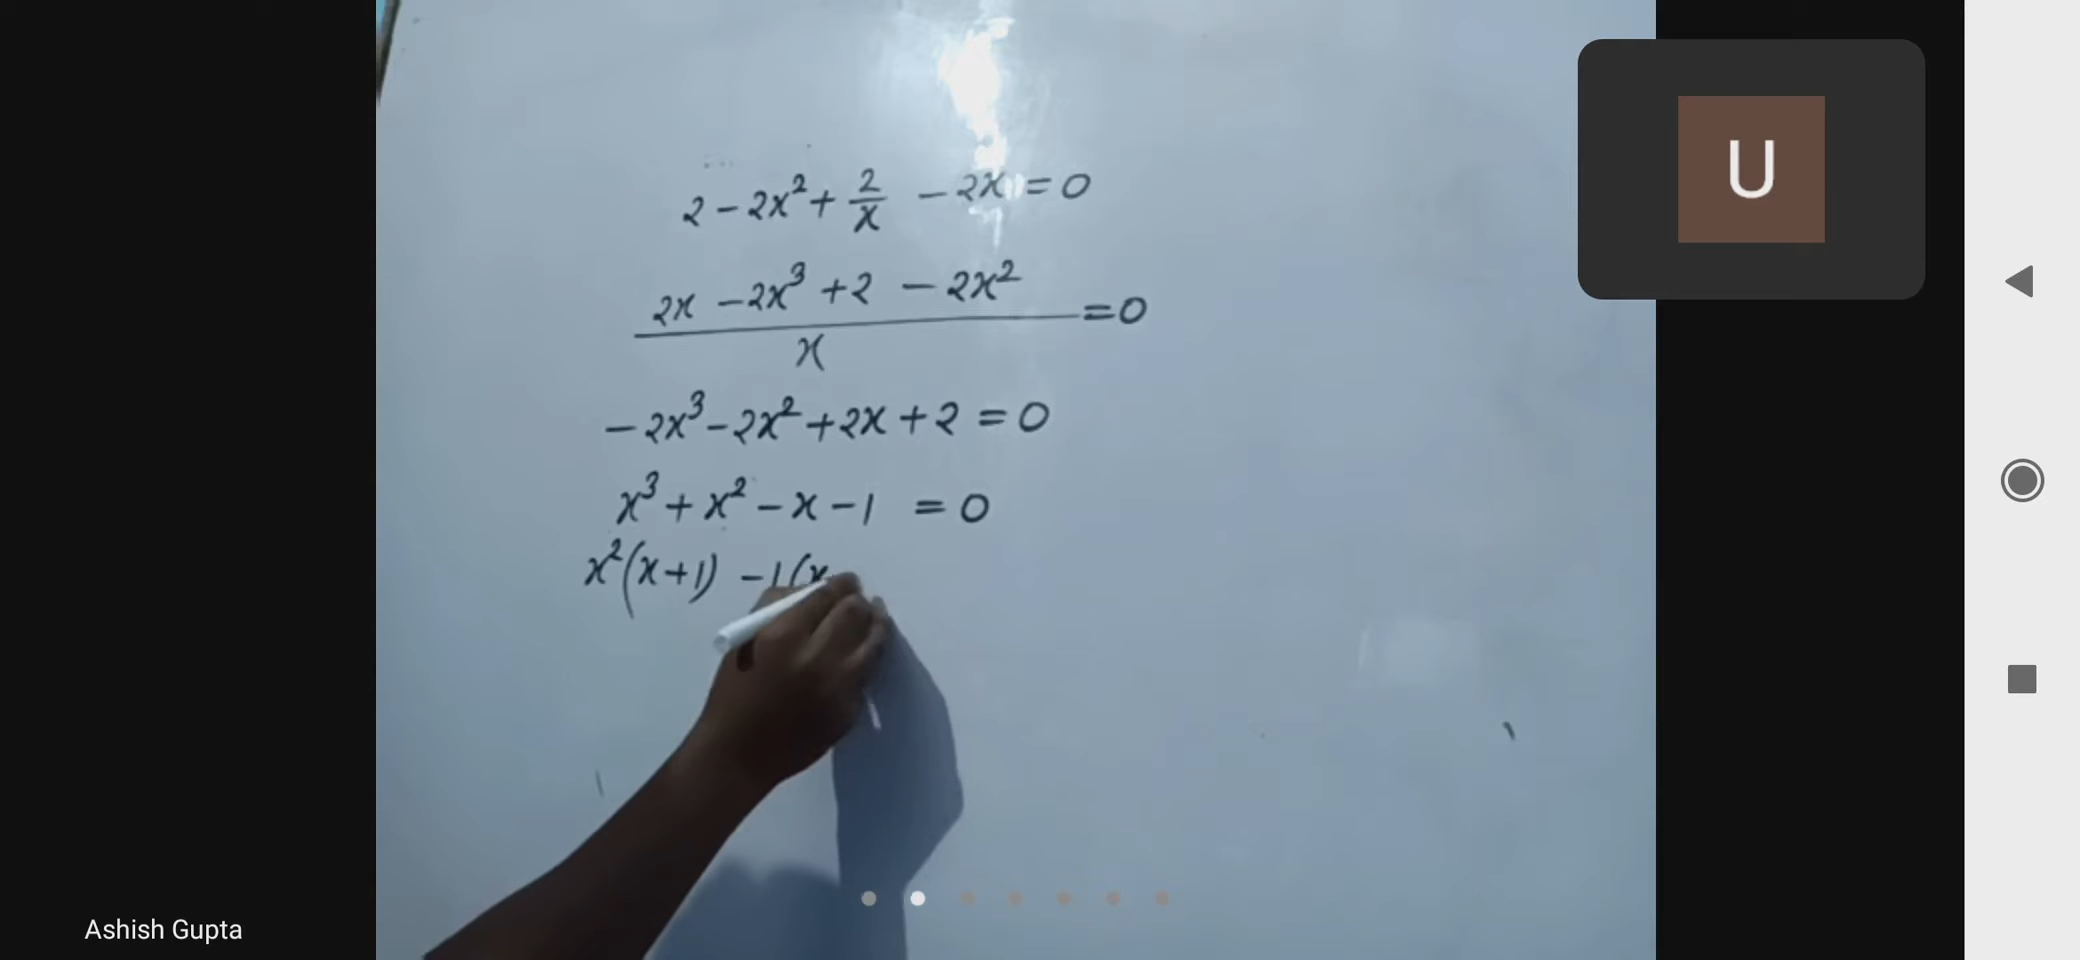 2 - 2x² + 2/x - 2x = 0
2x - 2x³ + 2 - 2x² / x = 0
-2x³ - 2x² + 2x + 2 = 0
x³ + x² - x - 1 = 0
x²(x+1) -1(x
U
Ashish Gupta